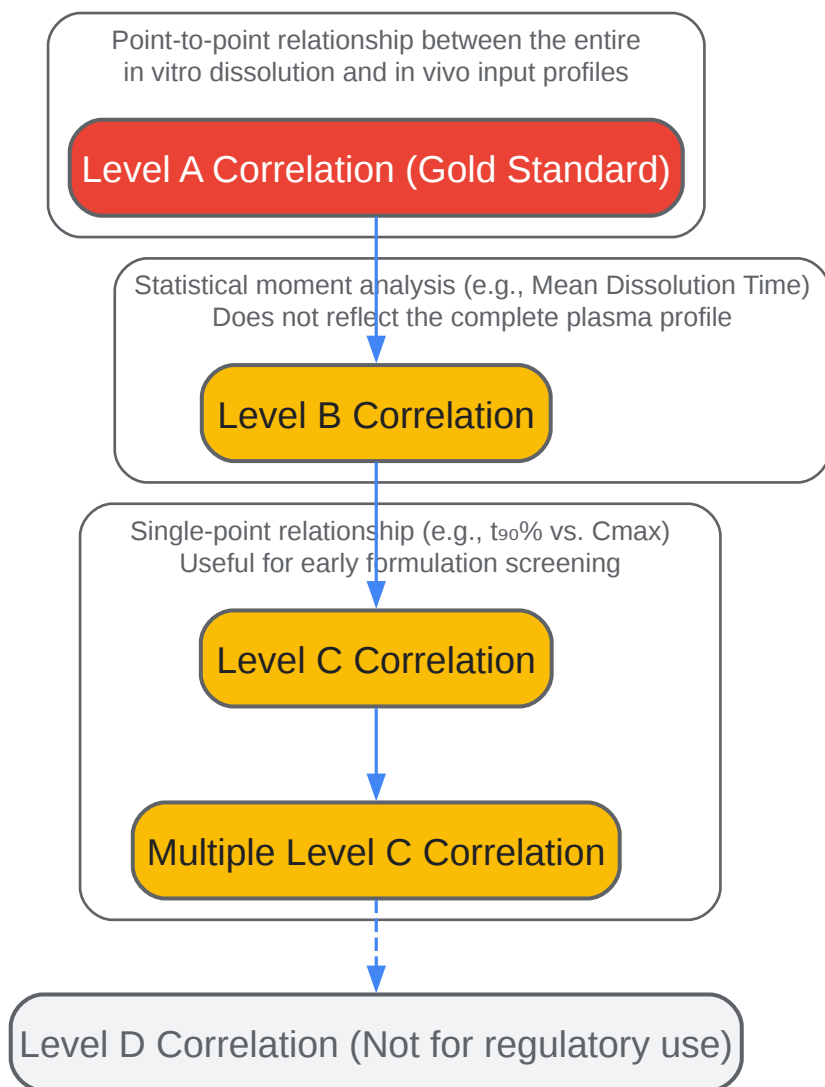 Point-to-point relationship between the entire
in vitro dissolution and in vivo input profiles
Level A Correlation (Gold Standard)
Statistical moment analysis (e.g., Mean Dissolution Time)
Does not reflect the complete plasma profile
Level B Correlation
Single-point relationship (e.g., t₉₀% vs. Cmax)
Useful for early formulation screening
Level C Correlation
Multiple Level C Correlation
Level D Correlation (Not for regulatory use)